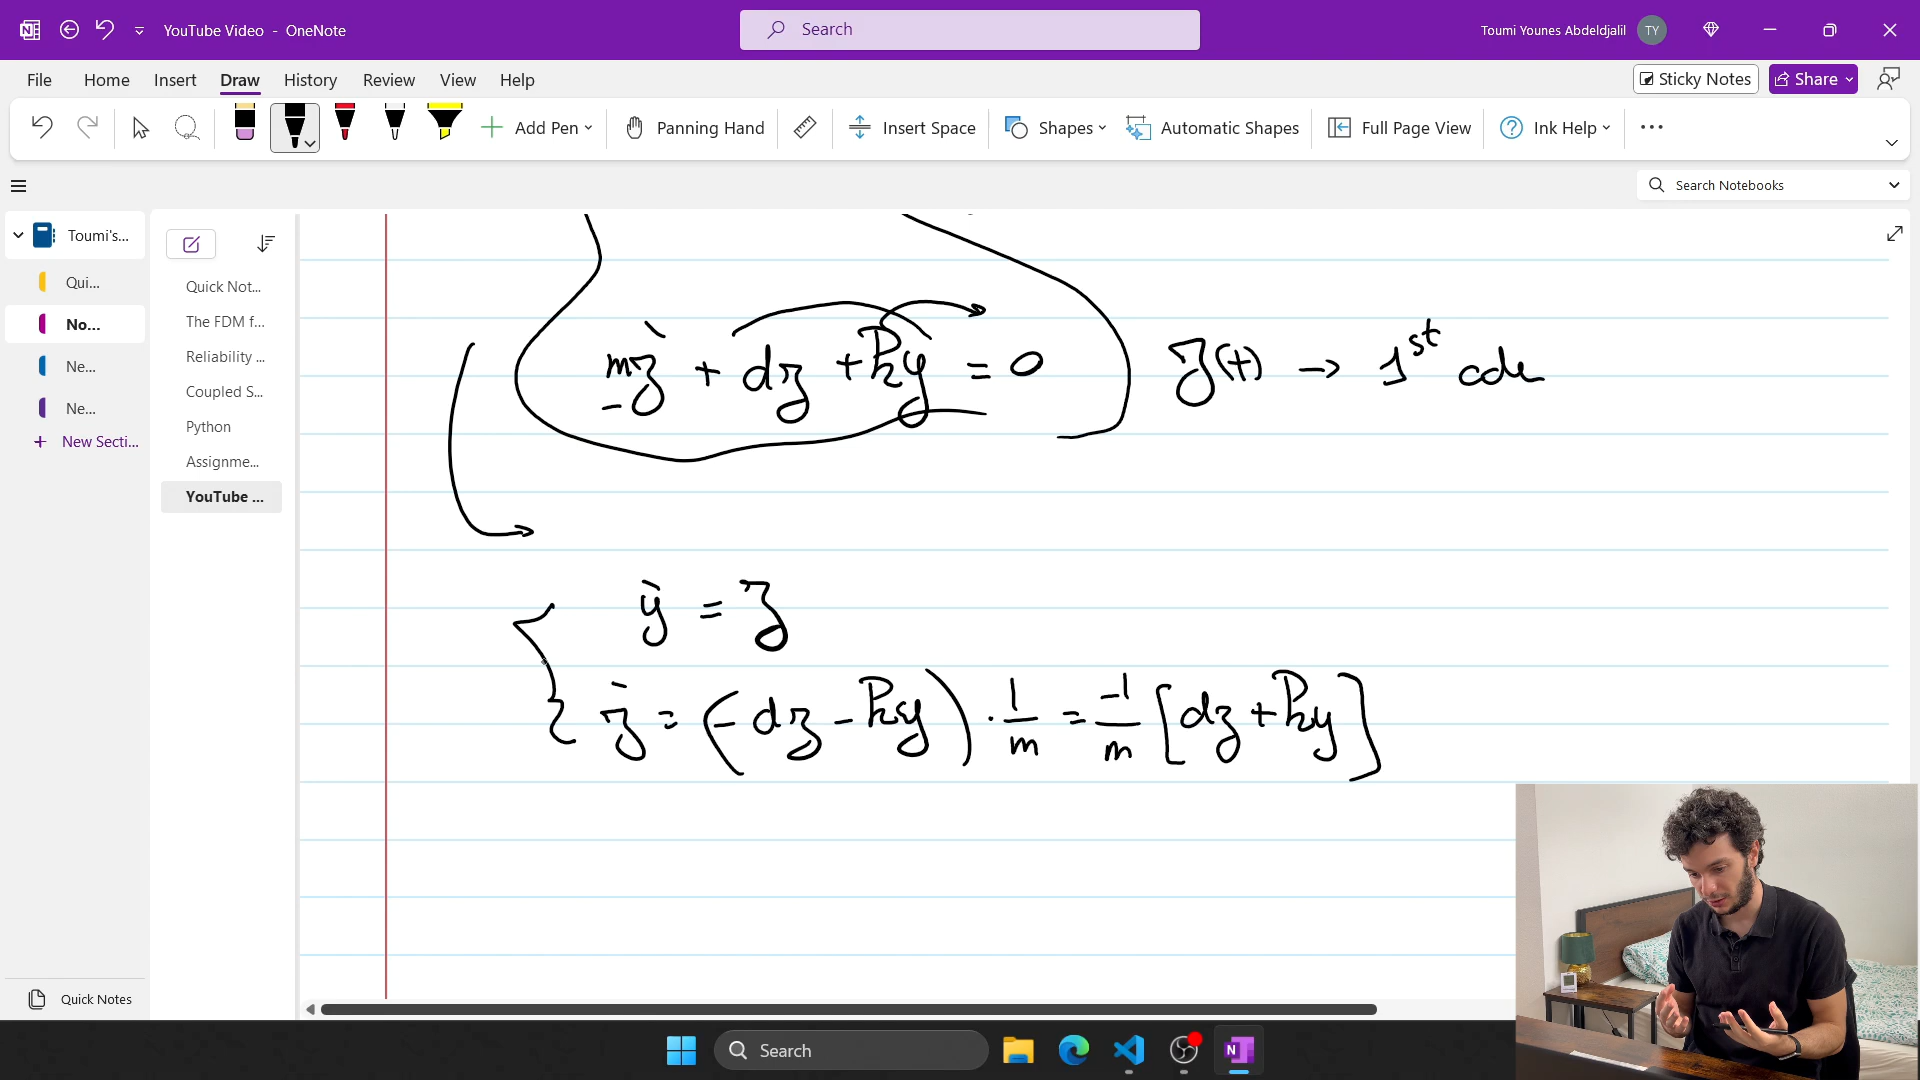 YouTube Video - OneNote
Search
Toumi Younes Abdeldjalil
TY
File Home Insert Draw History Review View Help
Sticky Notes
Share
Add Pen
Panning Hand
Insert Space
Shapes
Automatic Shapes
Full Page View
Ink Help
Search Notebooks
Toumi's...
Qui...
No...
Ne...
Ne...
New Secti...
Quick Not...
The FDM f...
Reliability ...
Coupled S...
Python
Assignme...
YouTube ...
mż + dz + ky = 0 z(t) → 1st
ẏ = z
ż = (-dz - ky) · 1/m = -1/m [dz + ky]
Quick Notes
Search